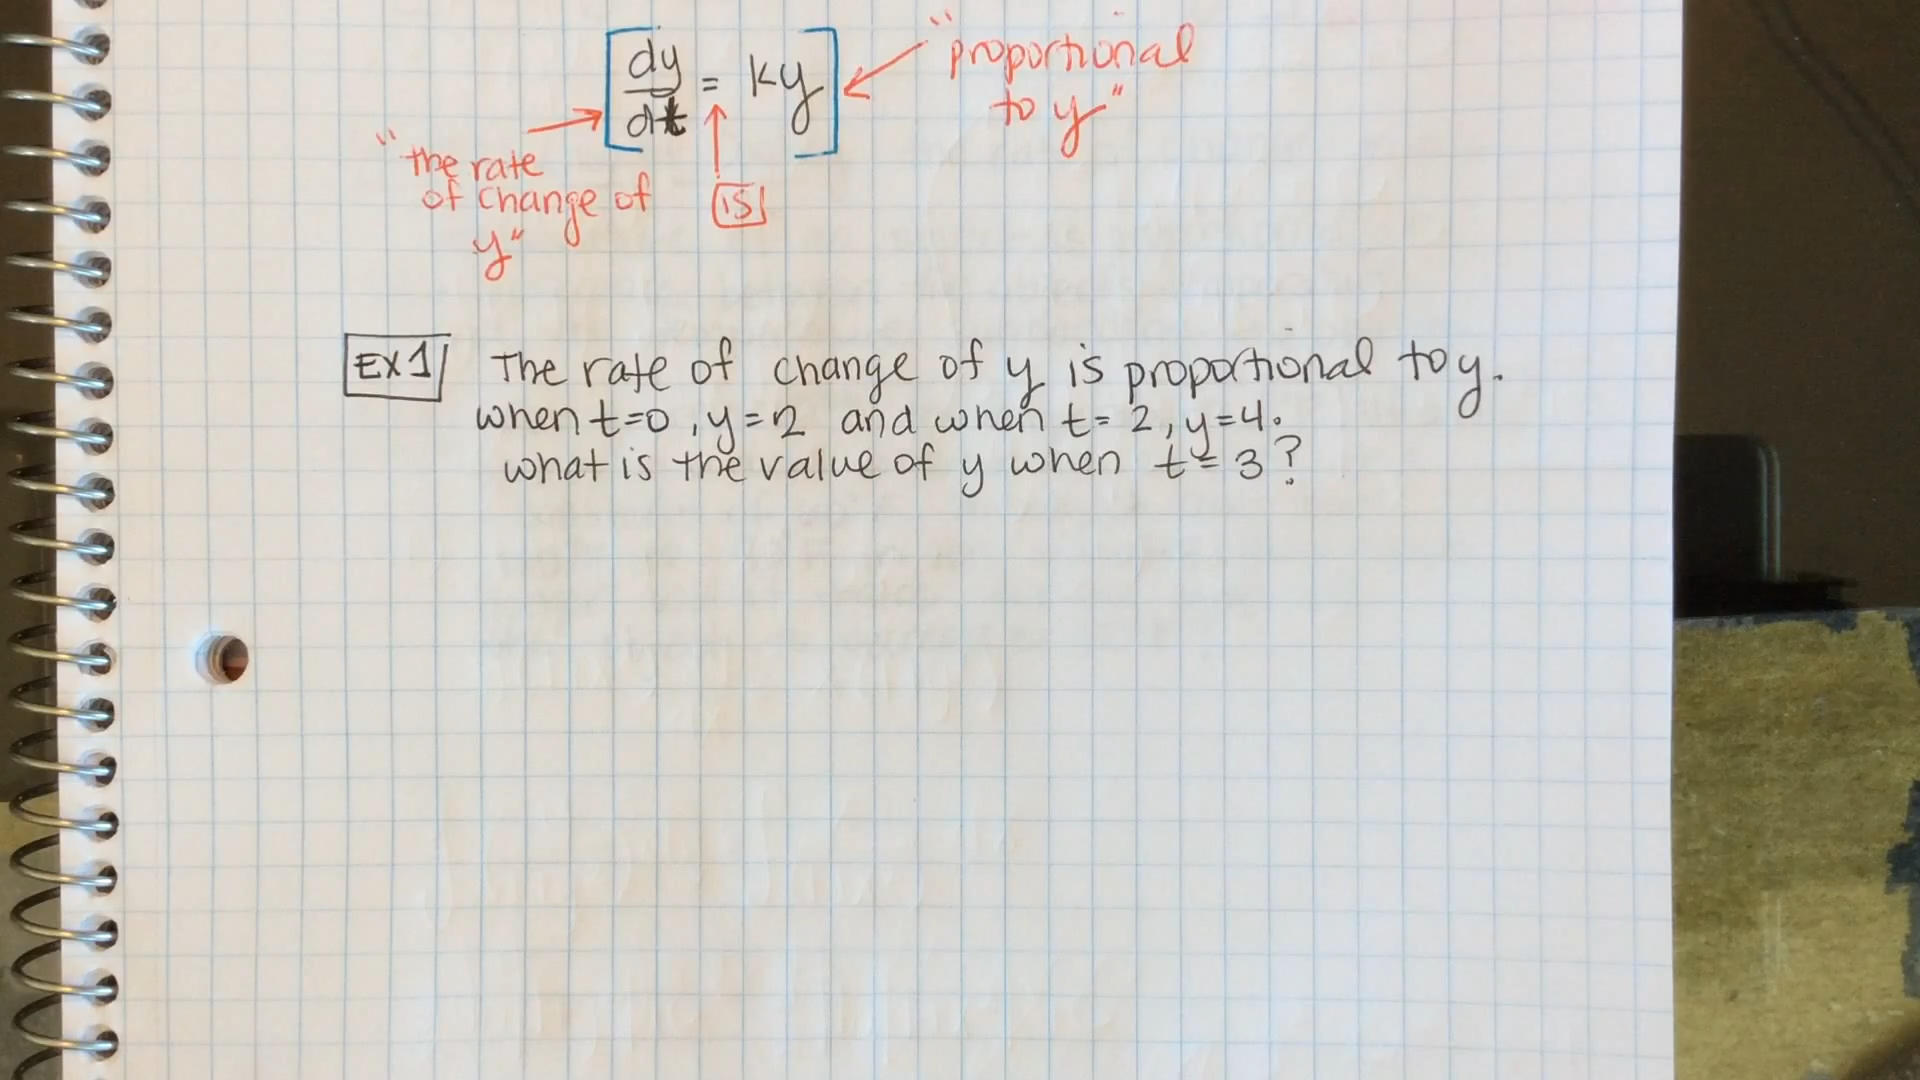 dy/dt = ky
"proportional
to y"
"the rate
of change of
y"
is
EX 1
The rate of change of y is proportional to y.
when t=0, y=2 and when t=2, y=4.
what is the value of y when t=3?